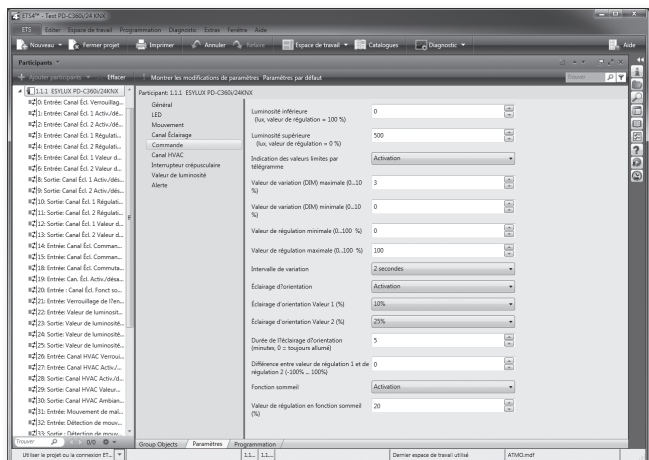 ETS4™ - Test PD-C360i/24 KNX
ETS Editer Espace de travail Programmation Diagnostic Extras Fenêtre Aide
Nouveau Fermer projet Imprimer Annuler Refaire Espace de travail Catalogues Diagnostic Aide
Participants
Ajouter participants Effacer Montrer les modifications de paramètres Paramètres par défaut Trouver
1.1.1 ESYLUX PD-C360i/24KNX
0: Entrée: Canal Écl. Verrouillag...
2: Entrée: Canal Écl. 1 Activ./dé...
3: Entrée: Canal Écl. 2 Activ./dé...
3: Entrée: Canal Écl. 1 Régulati...
4: Entrée: Canal Écl. 2 Régulati...
5: Entrée: Canal Écl. 1 Valeur d...
6: Entrée: Canal Écl. 2 Valeur d...
8: Sortie: Canal Écl. 1 Activ./dés...
9: Sortie: Canal Écl. 2 Activ./dés...
10: Sortie: Canal Écl. 1 Régulati...
11: Sortie: Canal Écl. 2 Régulati...
12: Sortie: Canal Écl. 1 Valeur d...
13: Sortie: Canal Écl. 2 Valeur d...
14: Entrée: Canal Écl. Comman...
15: Entrée: Canal Écl. Comman...
18: Entrée: Canal Écl. Commuta...
19: Entrée: Can. Écl. Activ./désa...
20: Entrée : Canal Écl. Fonct so...
21: Entrée: Verrouillage de l?en...
22: Entrée: Valeur de luminosit...
23: Sortie: Valeur de luminosité...
24: Sortie: Valeur de luminosité...
25: Sortie: Valeur de luminosité...
26: Entrée: Canal HVAC Verroui...
27: Entrée: Canal HVAC Activ./...
28: Sortie: Canal HVAC Activ./d...
29: Sortie: Canal HVAC Valeur...
30: Sortie: Canal HVAC Ambian...
31: Entrée: Mouvement de mal...
32: Entrée: Détection de mouv...
33: Sortie : Détection de mouv...
Trouver 0/0
Participant: 1.1.1 ESYLUX PD-C360i/24KNX
Général
LED
Mouvement
Canal Éclairage
Commande
Canal HVAC
Interrupteur crépusculaire
Valeur de luminosité
Alerte
Luminosité inférieure
(lux, valeur de régulation = 100 %)
0
Luminosité supérieure
(lux, valeur de régulation = 0 %)
500
Indication des valeurs limites par
télégramme
Activation
Valeur de variation (DIM) maximale (0...10
%)
3
Valeur de variation (DIM) minimale (0...10
%)
0
Valeur de régulation minimale (0...100 %)
0
Valeur de régulation maximale (0...100 %)
100
Intervalle de variation
2 secondes
Éclairage d?orientation
Activation
Éclairage d'orientation Valeur 1 (%)
10%
Éclairage d'orientation Valeur 2 (%)
25%
Durée de l?éclairage d?orientation
(minutes, 0 = toujours allumé)
5
Différence entre valeur de régulation 1 et de
régulation 2 (-100% ... 100%)
0
Fonction sommeil
Activation
Valeur de régulation en fonction sommeil
(%)
20
Group Objects Paramètres Programmation
Utiliser le projet ou la connexion ET... 1.1... 1.1... Dernier espace de travail utilisé ATMO.mdf